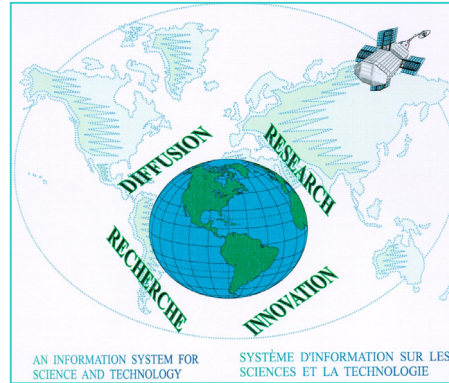 DIFFUSION
RESEARCH
RECHERCHE
INNOVATION
AN INFORMATION SYSTEM FOR
SCIENCE AND TECHNOLOGY
SYSTÈME D'INFORMATION SUR LES
SCIENCES ET LA TECHNOLOGIE